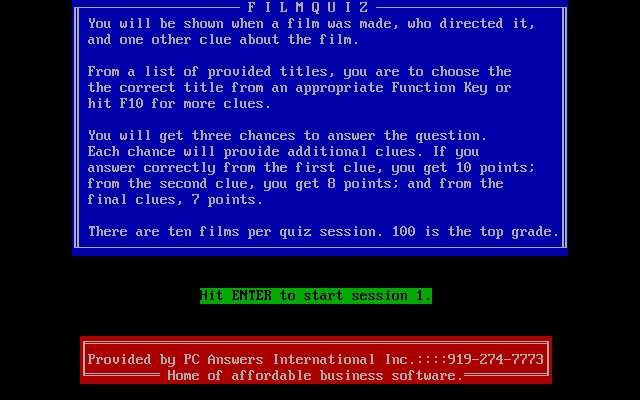 F I L M Q U I Z
You will be shown when a film was made, who directed it,
and one other clue about the film.
From a list of provided titles, you are to choose the
the correct title from an appropriate Function Key or
hit F10 for more clues.
You will get three chances to answer the question.
Each chance will provide additional clues. If you
answer correctly from the first clue, you get 10 points;
from the second clue, you get 8 points; and from the
final clues, 7 points.
There are ten films per quiz session. 100 is the top grade.
Hit ENTER to start session 1.
Provided by PC Answers International Inc.::::919-274-7773
Home of affordable business software.